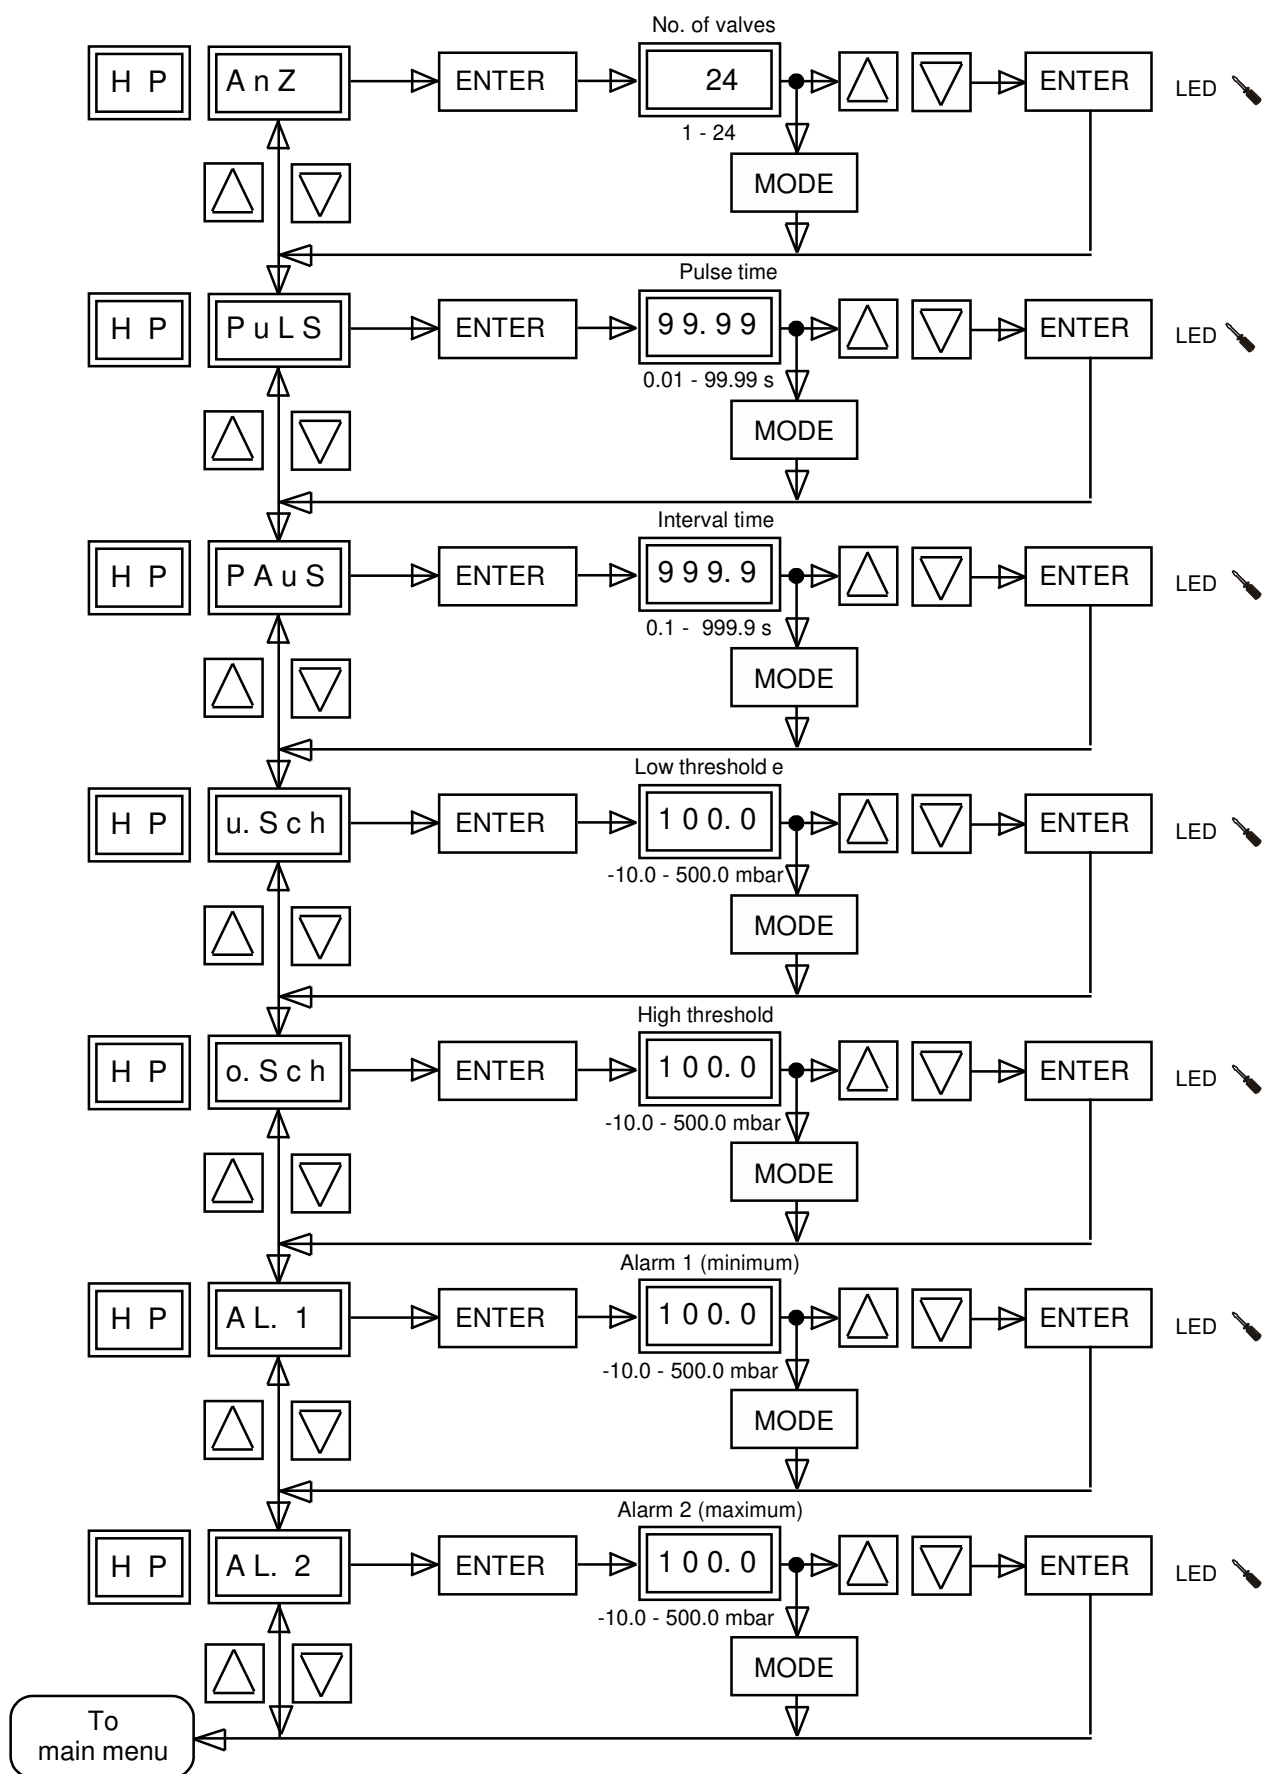 No. of valves
H P A n Z ENTER 24 ENTER LED
1 - 24
MODE
Pulse time
H P P u L S ENTER 9 9. 9 9 ENTER LED
0.01 - 99.99 s
MODE
Interval time
H P P A u S ENTER 9 9 9. 9 ENTER LED
0.1 - 999.9 s
MODE
Low threshold e
H P u. S c h ENTER 1 0 0. 0 ENTER LED
-10.0 - 500.0 mbar
MODE
High threshold
H P o. S c h ENTER 1 0 0. 0 ENTER LED
-10.0 - 500.0 mbar
MODE
Alarm 1 (minimum)
H P A L. 1 ENTER 1 0 0. 0 ENTER LED
-10.0 - 500.0 mbar
MODE
Alarm 2 (maximum)
H P A L. 2 ENTER 1 0 0. 0 ENTER LED
-10.0 - 500.0 mbar
MODE
To
main menu